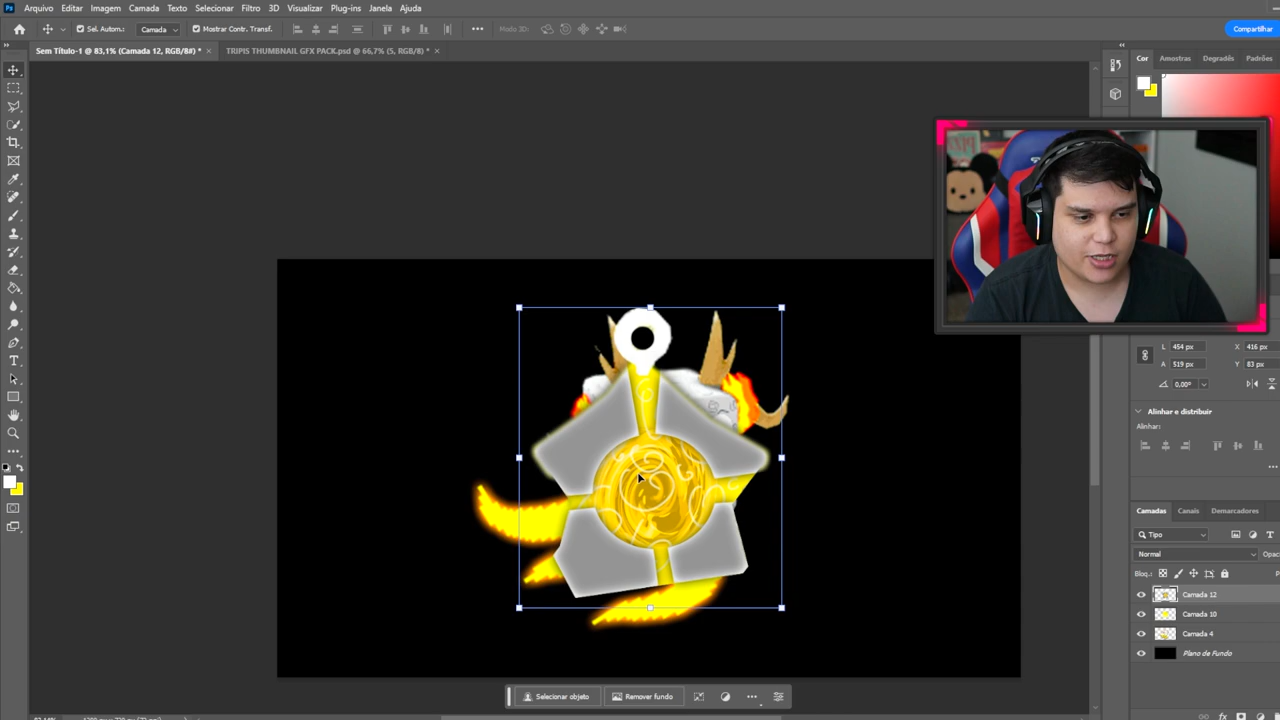 Arquivo Editar Imagem Camada Texto Selecionar Filtro 3D Visualizar Plug-ins Janela Ajuda
Sel. Autom.: Camada Mostrar Contr. Transf. Modo 3D: Compartilhar
Sem Título-1 @ 83,1% (Camada 12, RGB/8#) * TRIPIS THUMBNAIL GFX PACK.psd @ 66,7% (5, RGB/8) *
Cor Amostras Degradês Padrões
L 454 px X 416 px
A 519 px Y 83 px
0,00°
Alinhar e distribuir
Alinhar:
Camadas Canais Demarcadores
Tipo
Normal Opac
Bloq.:
Camada 12
Camada 10
Camada 4
Plano de Fundo
Selecionar objeto Remover fundo